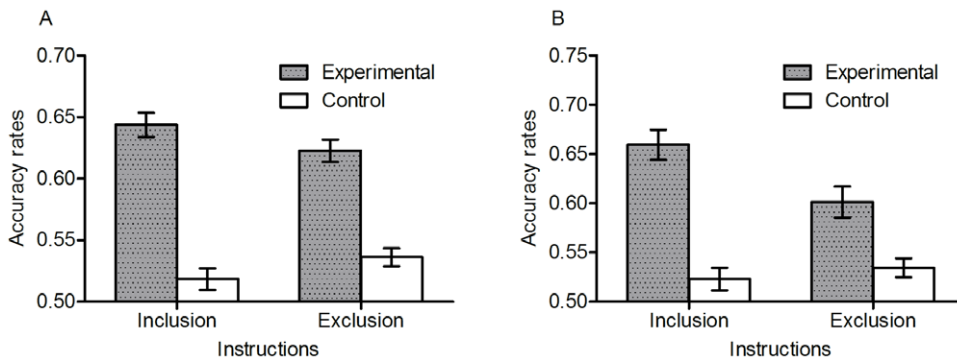 A
0.70
0.65
0.60
0.55
0.50
Accuracy rates
Experimental
Control
Inclusion Exclusion
Instructions
B
0.75
0.70
0.65
0.60
0.55
0.50
Accuracy rates
Experimental
Control
Inclusion Exclusion
Instructions